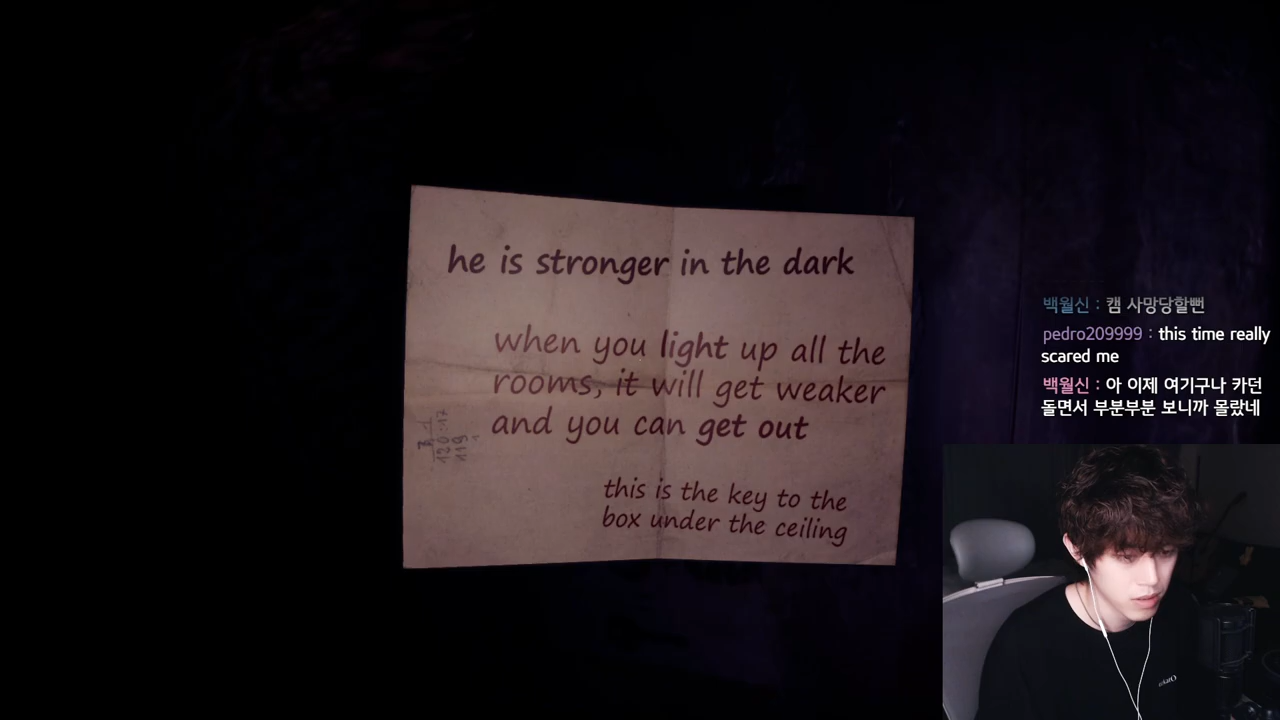 he is stronger in the dark
when you light up all the
rooms, it will get weaker
and you can get out
this is the key to the
box under the ceiling
백월신 : 캠 사망당할뻔
pedro209999 : this time really
scared me
백월신 : 아 이제 여기구나 카던
돌면서 부분부분 보니까 몰랐네